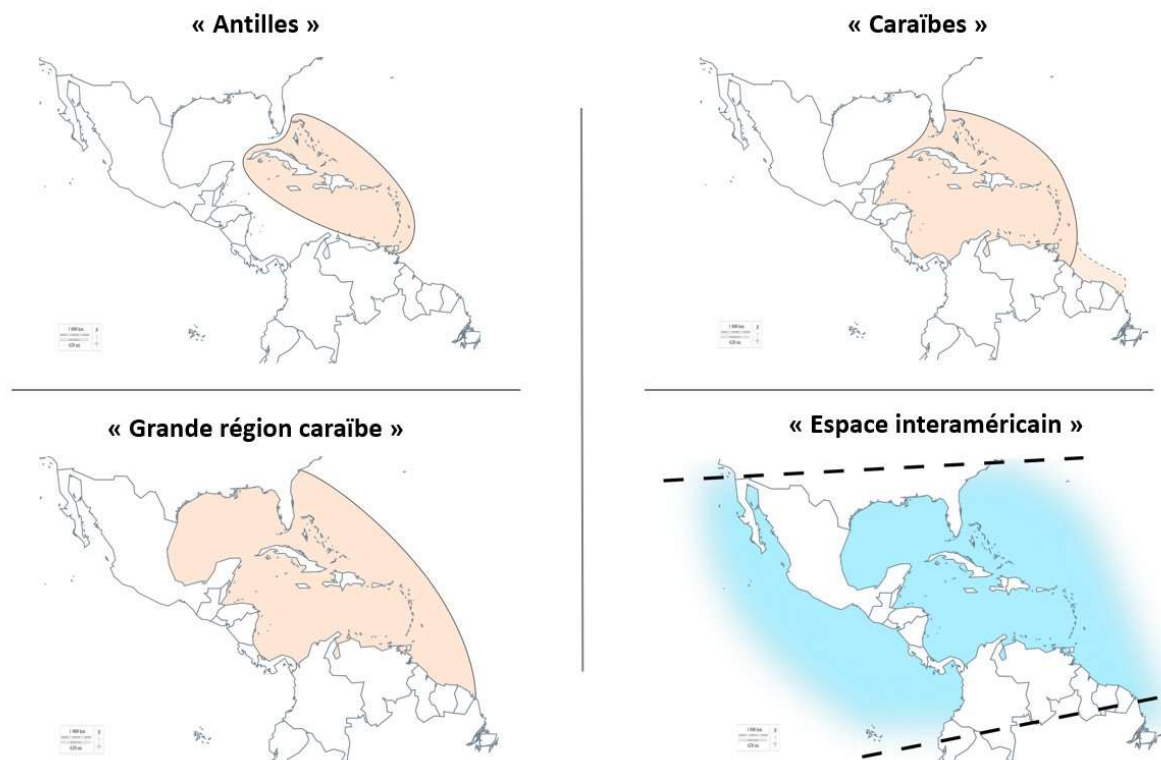 « Antilles »
« Caraïbes »
« Grande région caraïbe »
« Espace interaméricain »